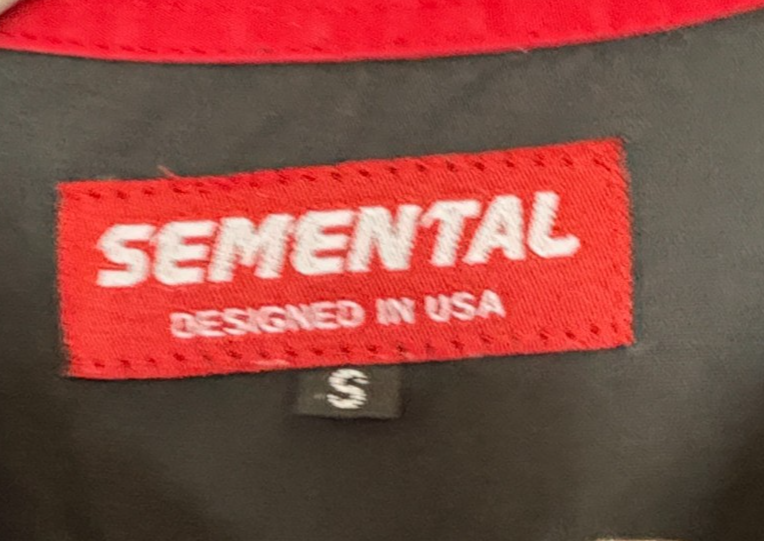 SEMENTAL
DESIGNED IN USA
S